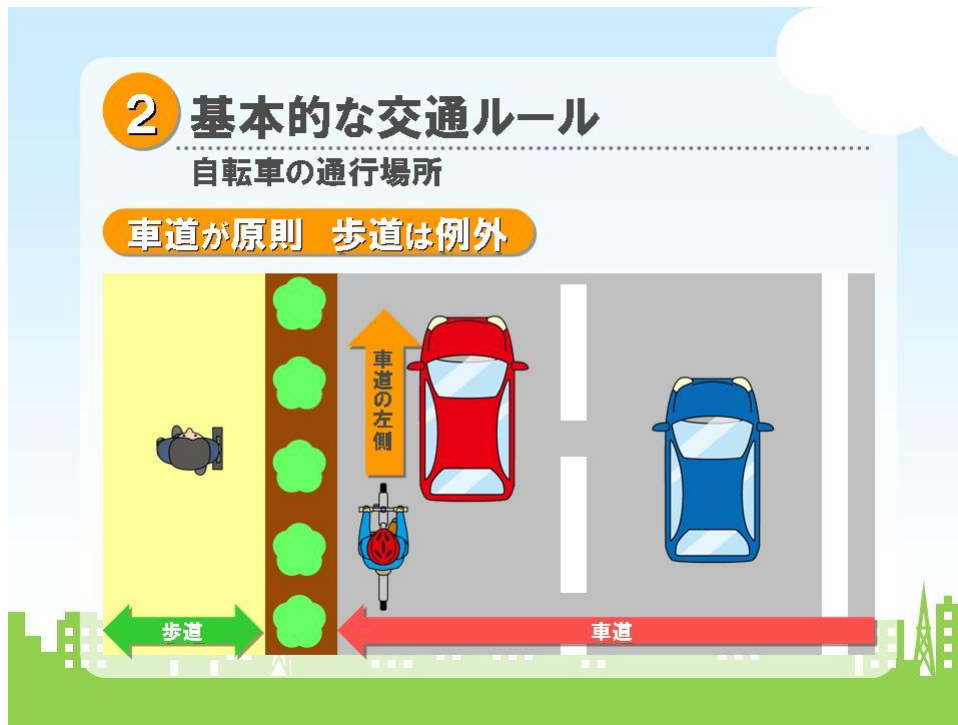 2 基本的な交通ルール
自転車の通行場所
車道が原則 歩道は例外
車道の左側
歩道
車道